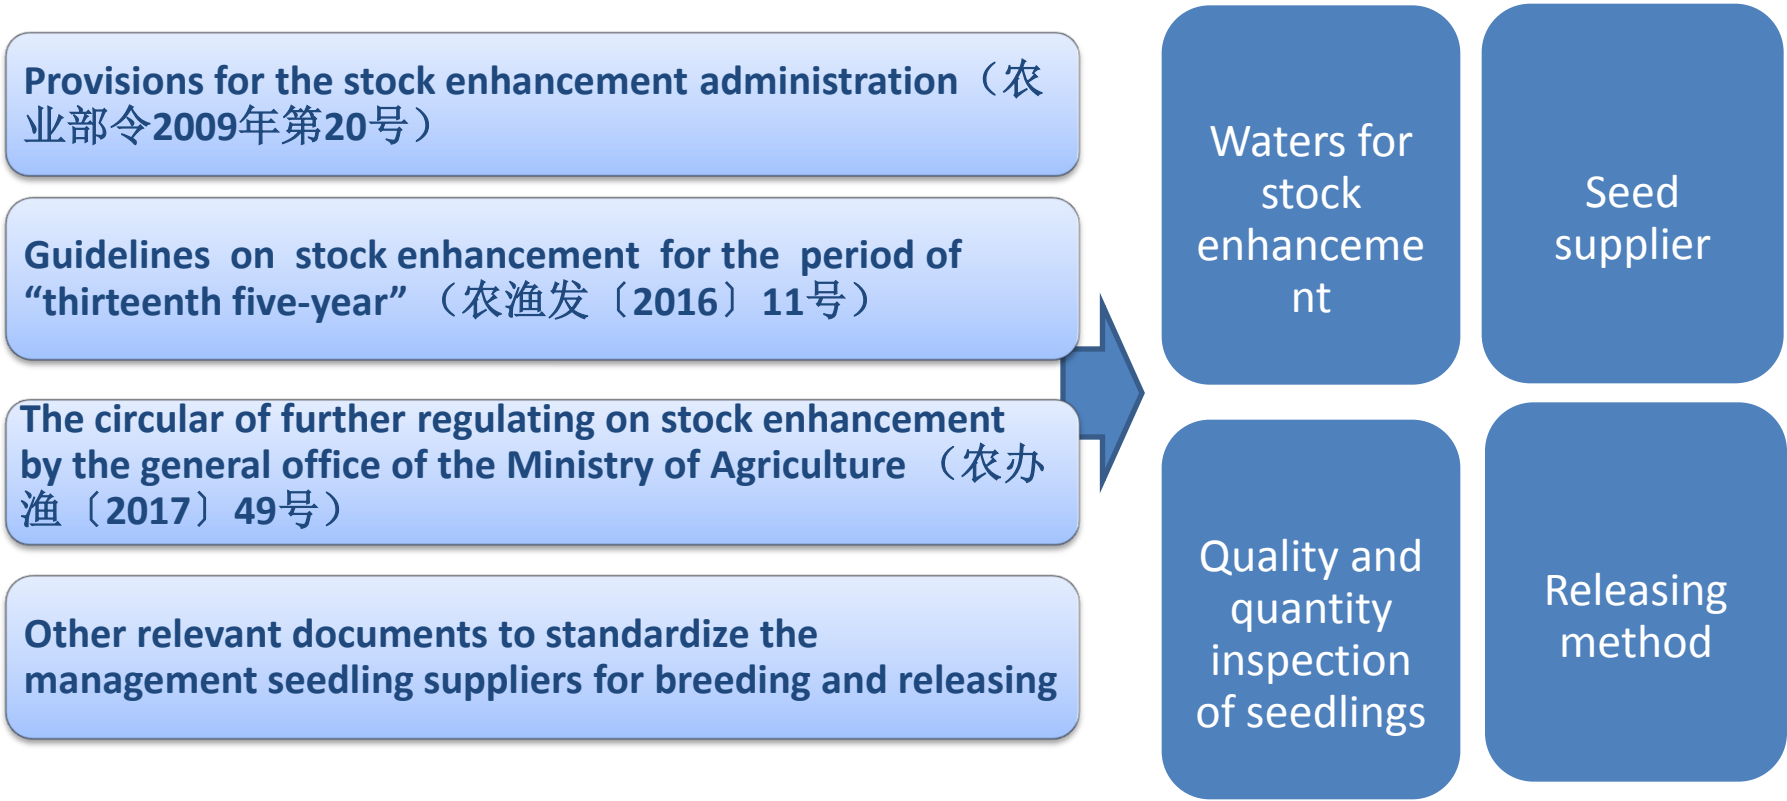 Provisions for the stock enhancement administration（农
业部令2009年第20号）
Guidelines on stock enhancement for the period of
“thirteenth five-year” （农渔发〔2016〕11号）
The circular of further regulating on stock enhancement
by the general office of the Ministry of Agriculture （农办
渔〔2017〕49号）
Other relevant documents to standardize the
management seedling suppliers for breeding and releasing
Waters for
stock
enhanceme
nt
Seed
supplier
Quality and
quantity
inspection
of seedlings
Releasing
method